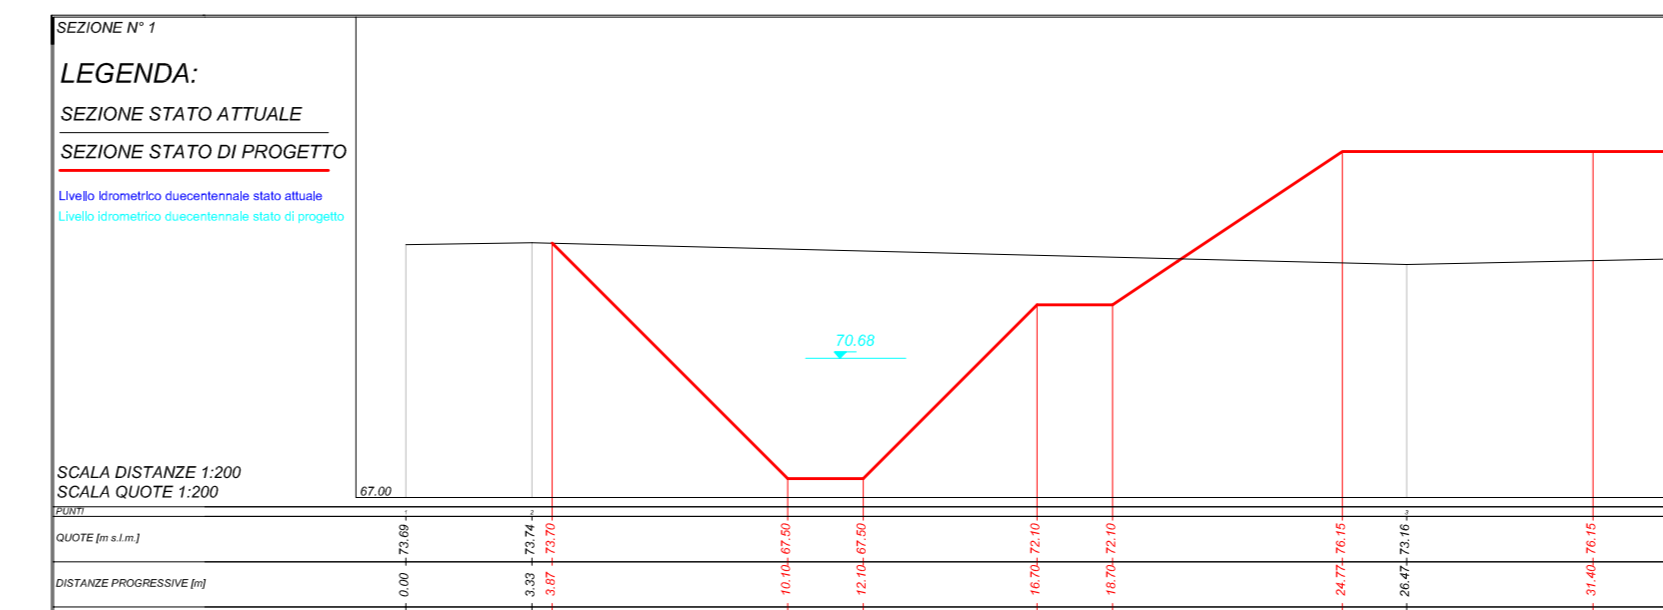 SEZIONE N° 1
LEGENDA:
SEZIONE STATO ATTUALE
SEZIONE STATO DI PROGETTO
Livello idrometrico duecentennale stato attuale
Livello idrometrico duecentennale stato di progetto
70.68
SCALA DISTANZE 1:200
SCALA QUOTE 1:200
67.00
PUNTI 1 2 3
QUOTE [m s.l.m.] 73.69 73.74 73.70 67.50 67.50 72.10 72.10 76.15 73.16 76.15
DISTANZE PROGRESSIVE [m] 0.00 3.33 3.87 10.10 12.10 16.70 18.70 24.77 26.47 31.40